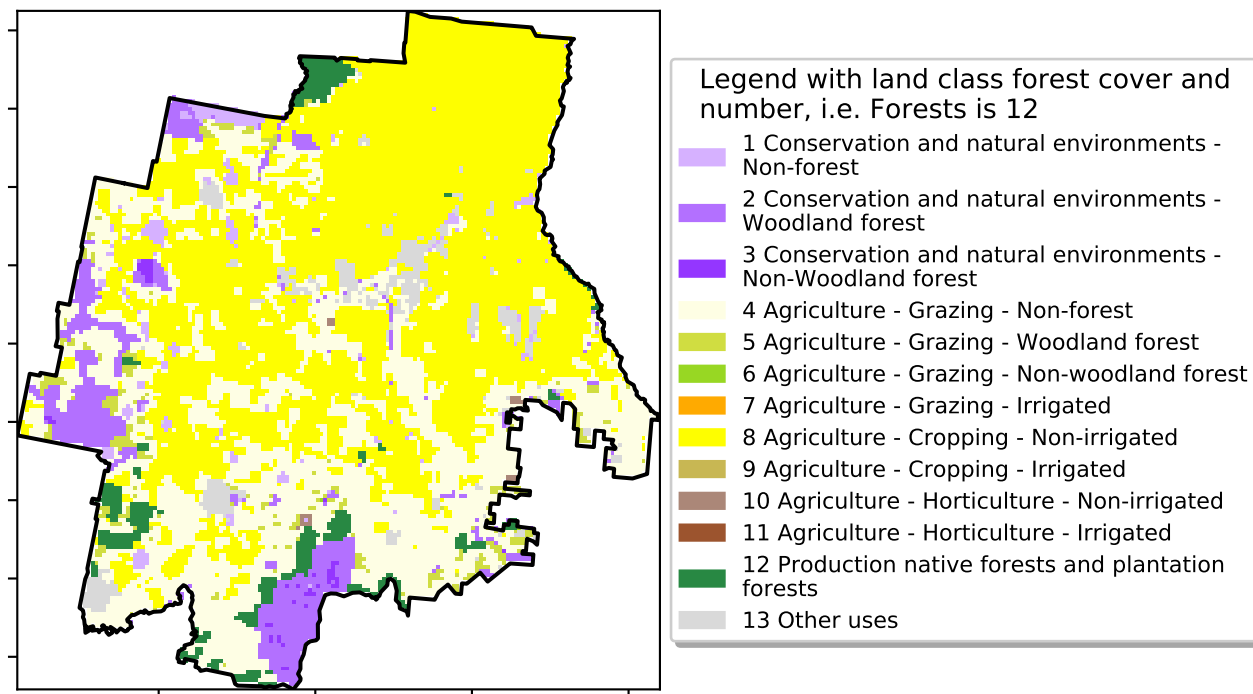 Legend with land class forest cover and
number, i.e. Forests is 12
1 Conservation and natural environments -
Non-forest
2 Conservation and natural environments -
Woodland forest
3 Conservation and natural environments -
Non-Woodland forest
4 Agriculture - Grazing - Non-forest
5 Agriculture - Grazing - Woodland forest
6 Agriculture - Grazing - Non-woodland forest
7 Agriculture - Grazing - Irrigated
8 Agriculture - Cropping - Non-irrigated
9 Agriculture - Cropping - Irrigated
10 Agriculture - Horticulture - Non-irrigated
11 Agriculture - Horticulture - Irrigated
12 Production native forests and plantation
forests
13 Other uses